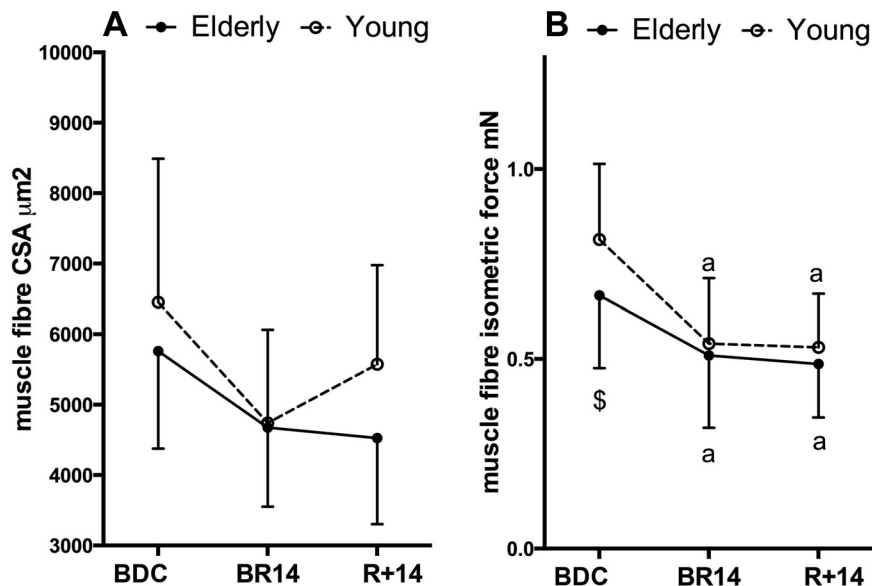 A
Elderly
Young
10000
9000
8000
7000
6000
5000
4000
3000
muscle fibre CSA μm2
BDC
BR14
R+14
B
Elderly
Young
1.0
0.5
0.0
muscle fibre isometric force mN
a
a
$
a
a
BDC
BR14
R+14